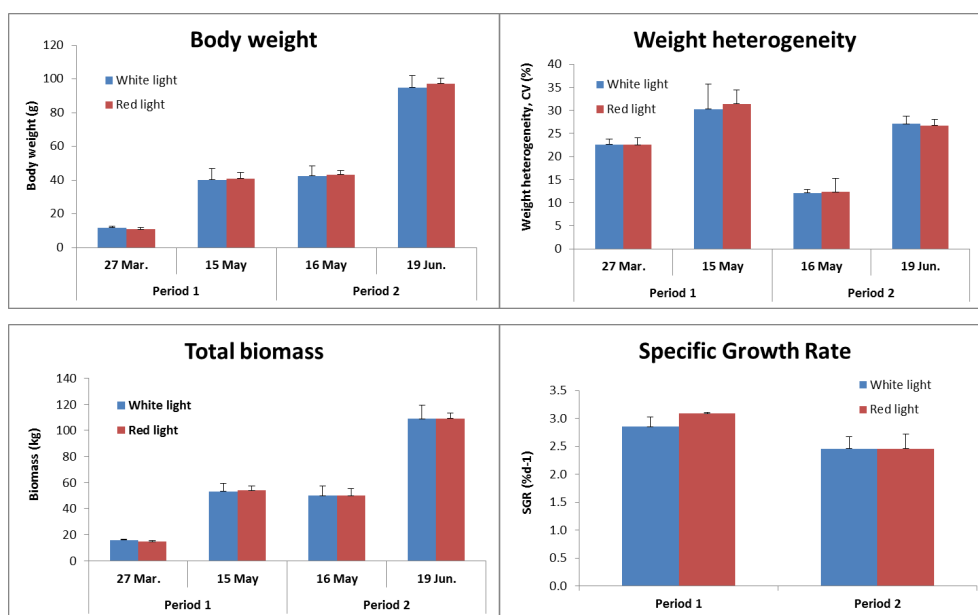 Body weight
120
100
80
60
40
20
0
Body weight (g)
White light
Red light
27 Mar. 15 May 16 May 19 Jun.
Period 1 Period 2
Weight heterogeneity
40
35
30
25
20
15
10
5
0
Weight heterogeneity, CV (%)
White light
Red light
27 Mar. 15 May 16 May 19 Jun.
Period 1 Period 2
Total biomass
140
120
100
80
60
40
20
0
Biomass (kg)
White light
Red light
27 Mar. 15 May 16 May 19 Jun.
Period 1 Period 2
Specific Growth Rate
3.5
3.0
2.5
2.0
1.5
1.0
0.5
0.0
SGR (%d-1)
White light
Red light
Period 1 Period 2